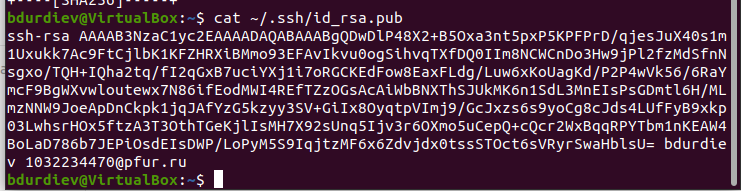 +----[SHA256]-----+
bdurdiev@VirtualBox:~$ cat ~/.ssh/id_rsa.pub
ssh-rsa AAAAB3NzaC1yc2EAAAADAQABAAABgQDwDlP48X2+B5Oxa3nt5pxP5KPFPrD/qjesJuX40s1m
1Uxukk7Ac9FtCjlbK1KFZHRXiBMmo93EFAvIkvu0ogSihvqTXfDQ0IIm8NCWCnDo3Hw9jPl2fzMdSfnN
sgxo/TQH+IQha2tq/fI2qGxB7uciYXj1i7oRGCKEdFow8EaxFLdg/Luw6xKoUagKd/P2P4wVk56/6RaY
mcF9BgWXvwloutewx7N86ifEodMWI4REfTZzOGsAcAiWbBNXThSJUkMK6n1SdL3MnEIsPsGDmtl6H/ML
mzNNW9JoeApDnCkpk1jqJAfYzG5kzyy3SV+GiIx8OyqtpVImj9/GcJxzs6s9yoCg8cJds4LUfFyB9xkp
03LwhsrHOx5ftzA3T3OthTGeKjlIsMH7X92sUnq5Ijv3r6OXmo5uCepQ+cQcr2WxBqqRPYTbm1nKEAW4
BoLaD786b7JEPiOsdEIsDWP/LoPyM5S9IqjtzMF6x6Zdvjdx0tssSTOct6sVRyrSwaHblsU= bdurdie
v 1032234470@pfur.ru
bdurdiev@VirtualBox:~$